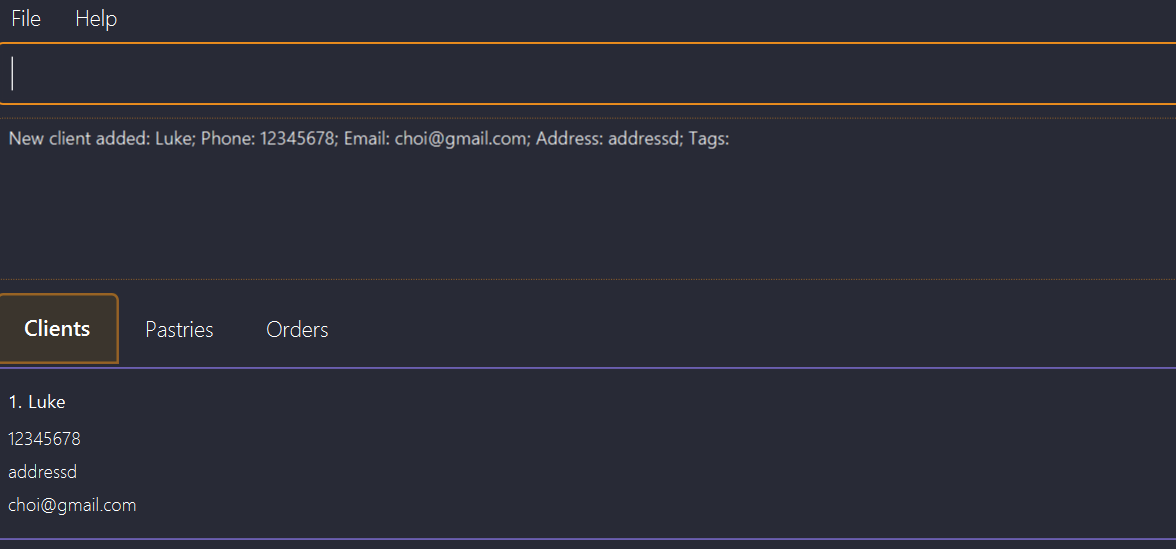 File Help
New client added: Luke; Phone: 12345678; Email: choi@gmail.com; Address: addressd; Tags:
Clients Pastries Orders
1. Luke
12345678
addressd
choi@gmail.com